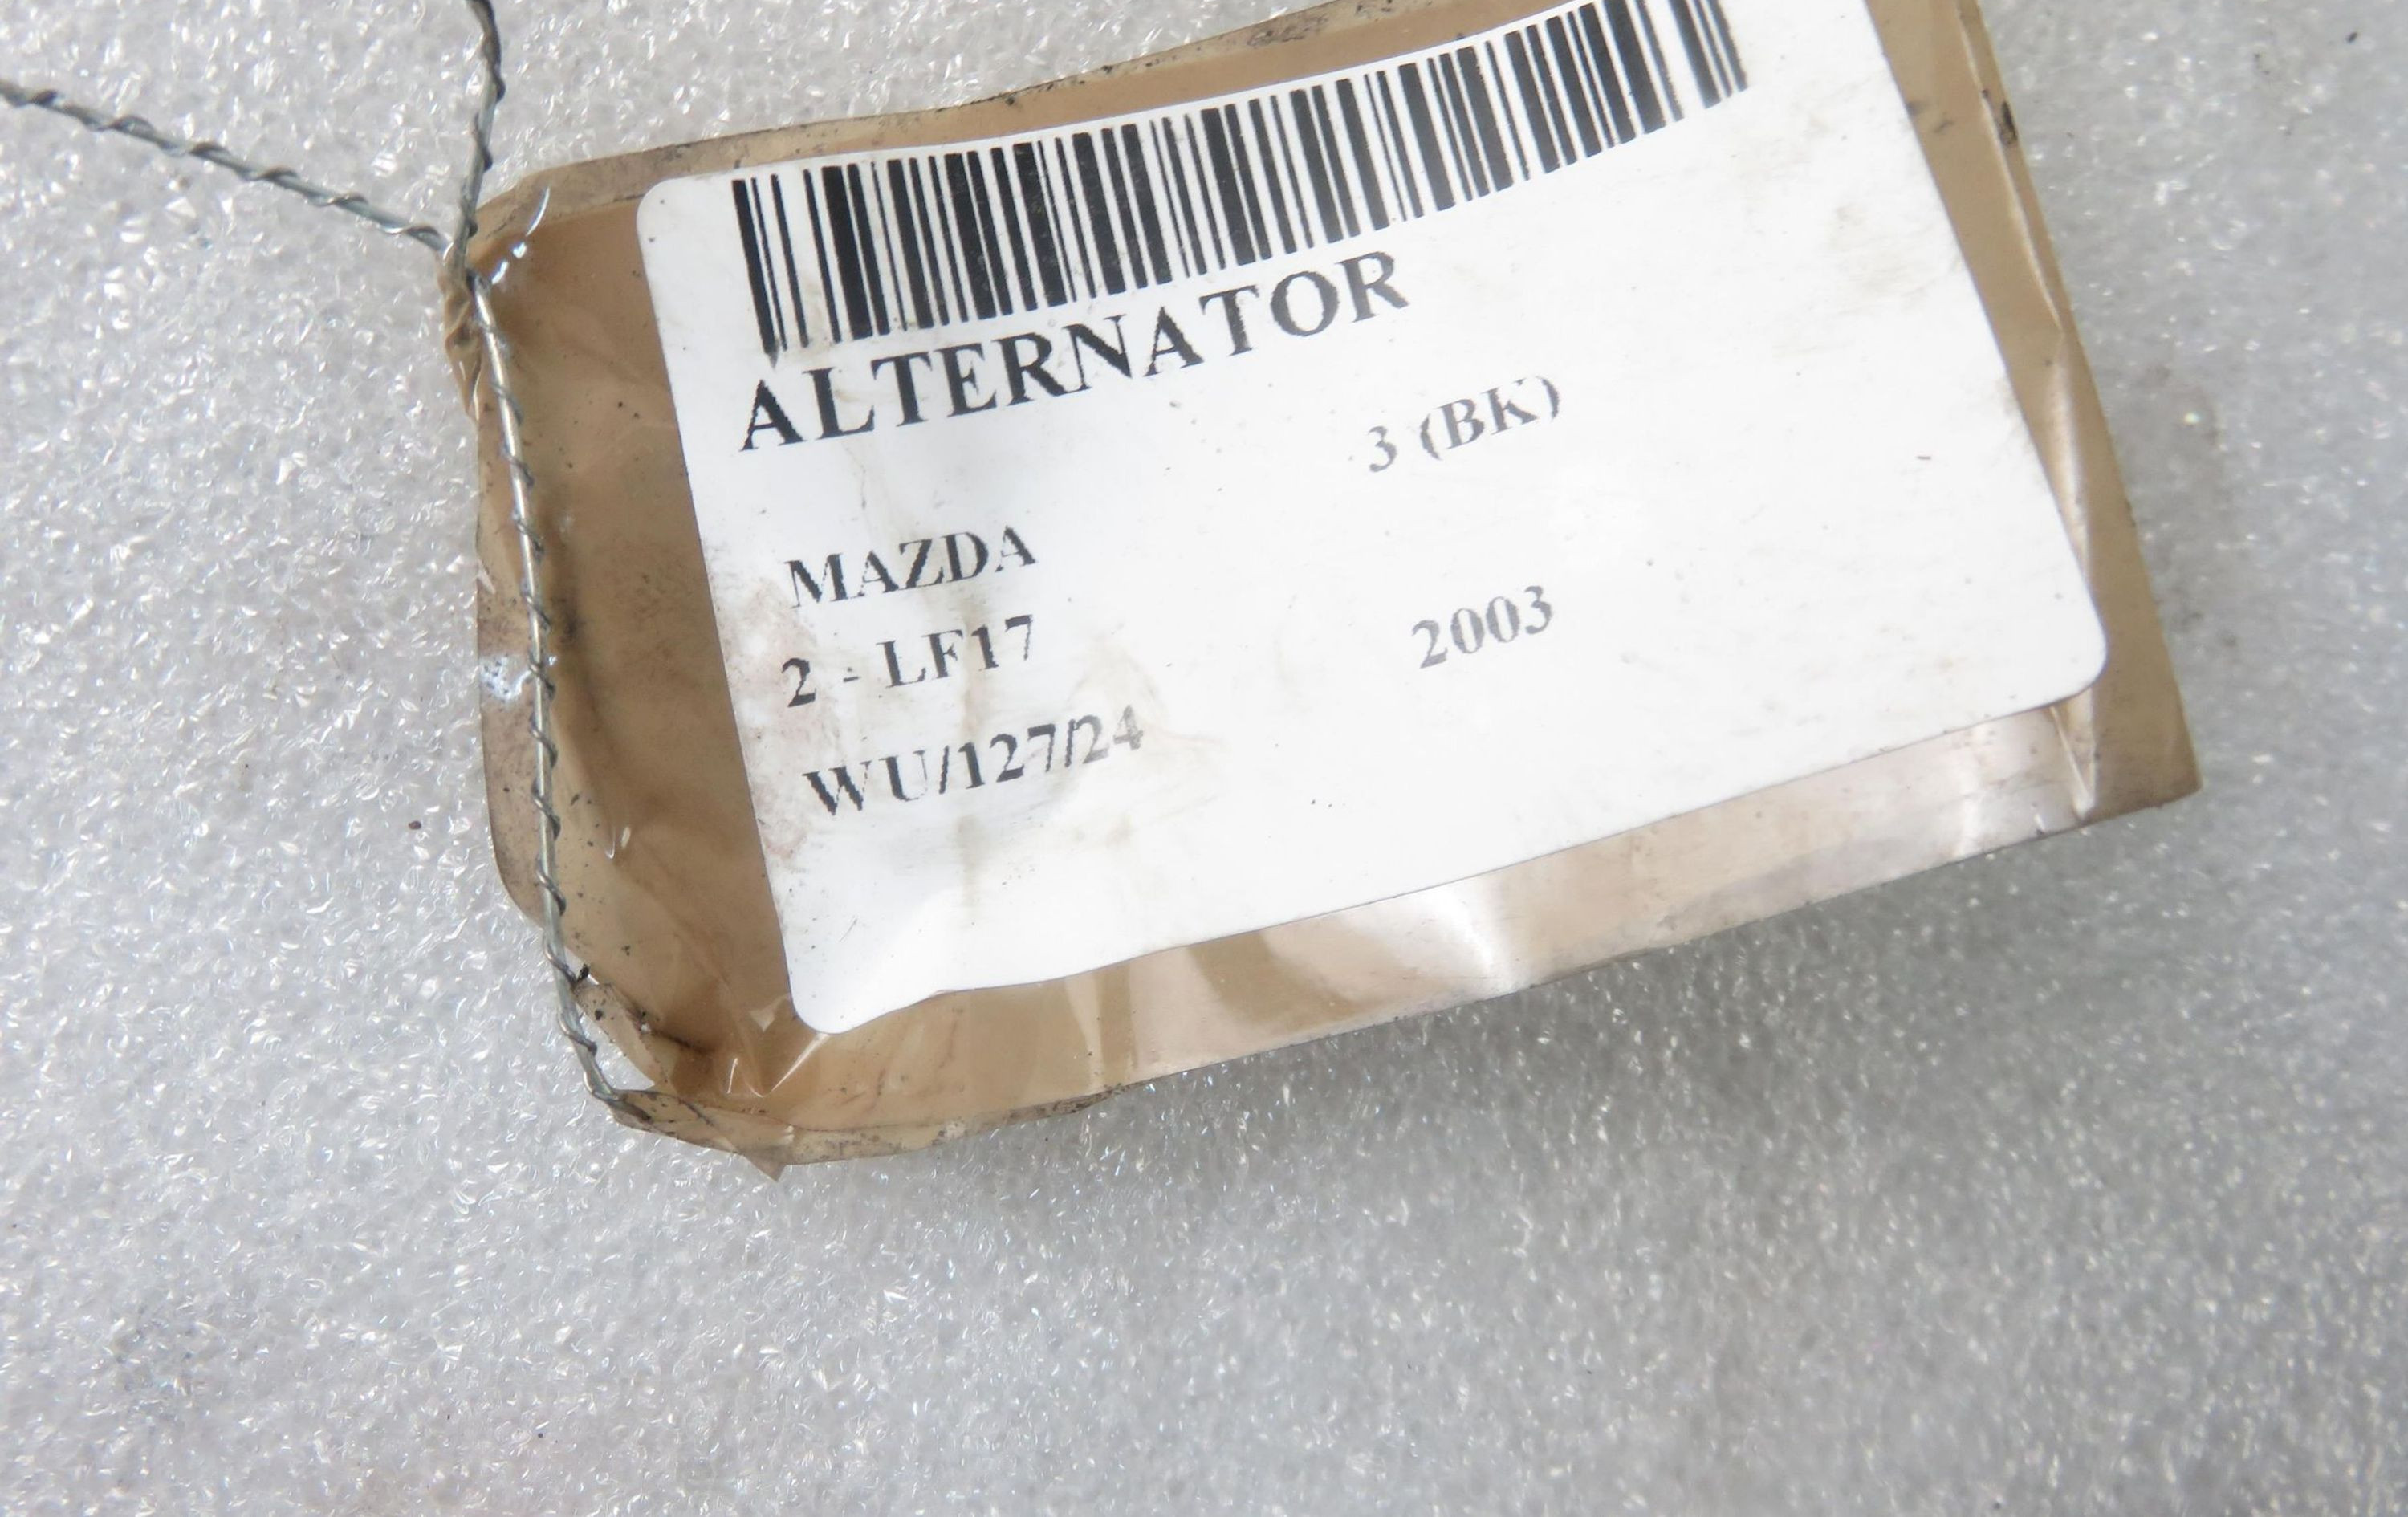 ALTERNATOR
MAZDA 3 (BK)
2 - LF17 2003
WU/127/24